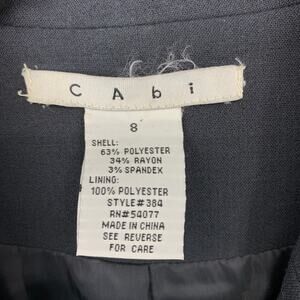 CAbi
8
SHELL:
63% POLYESTER
34% RAYON
3% SPANDEX
LINING:
100% POLYESTER
STYLE#384
RN#54077
MADE IN CHINA
SEE REVERSE
FOR CARE